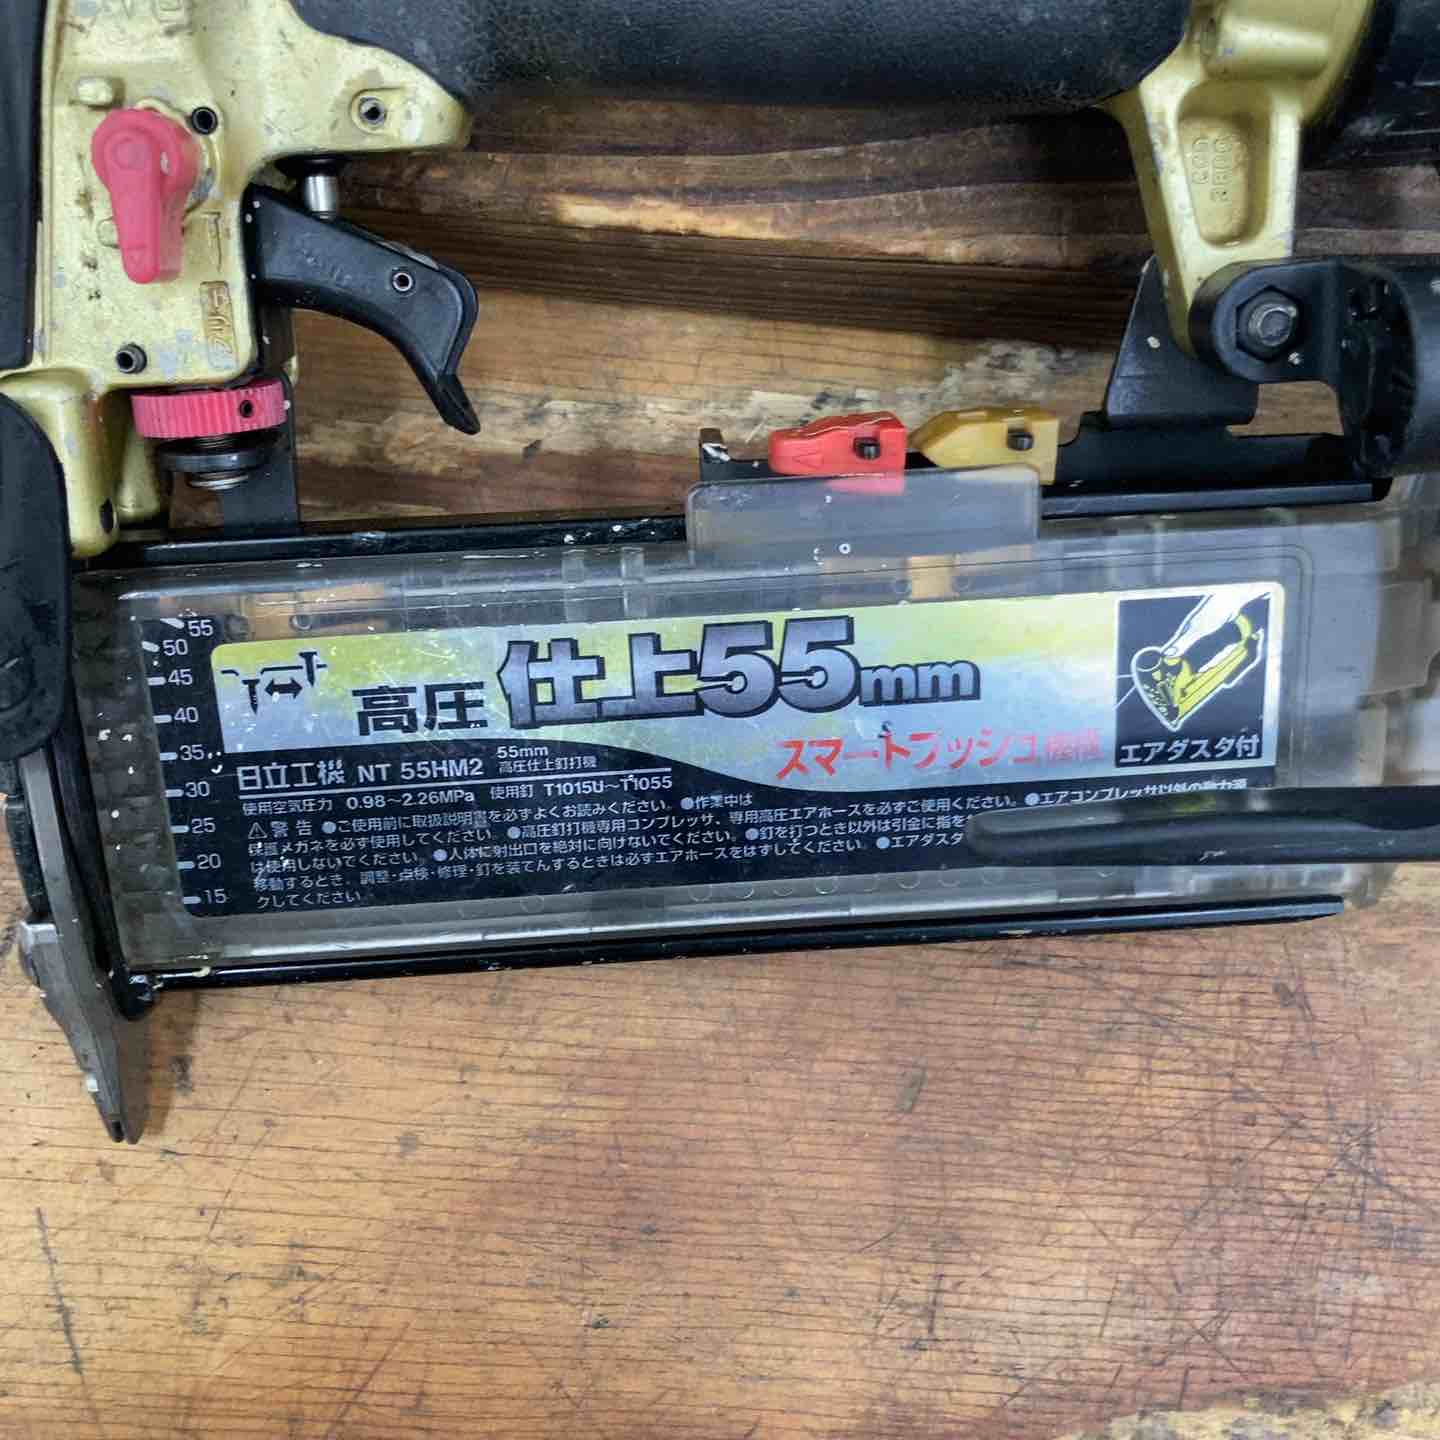 55
50
45
40
35
30
25
20
15
高圧 仕上55mm
スマートプッシュ機構
エアダスタ付
日立工機 NT 55HM2 55mm 高圧仕上釘打機
使用空気圧力 0.98～2.26MPa 使用釘 T1015U～T1055
⚠警告 ●ご使用前に取扱説明書を必ずよくお読みください。●作業中は
保護メガネを必ず使用してください。●高圧釘打機専用コンプレッサ、専用高圧エアホースを必ずご使用ください。●エアコンプレッサ以外の動力源
は使用しないでください。●人体に射出口を絶対に向けないでください。●釘を打つとき以外は引金に指を
移動するとき、調整・点検・修理・釘を装てんするときは必ずエアホースをはずしてください。●エアダスタ
クしてください。